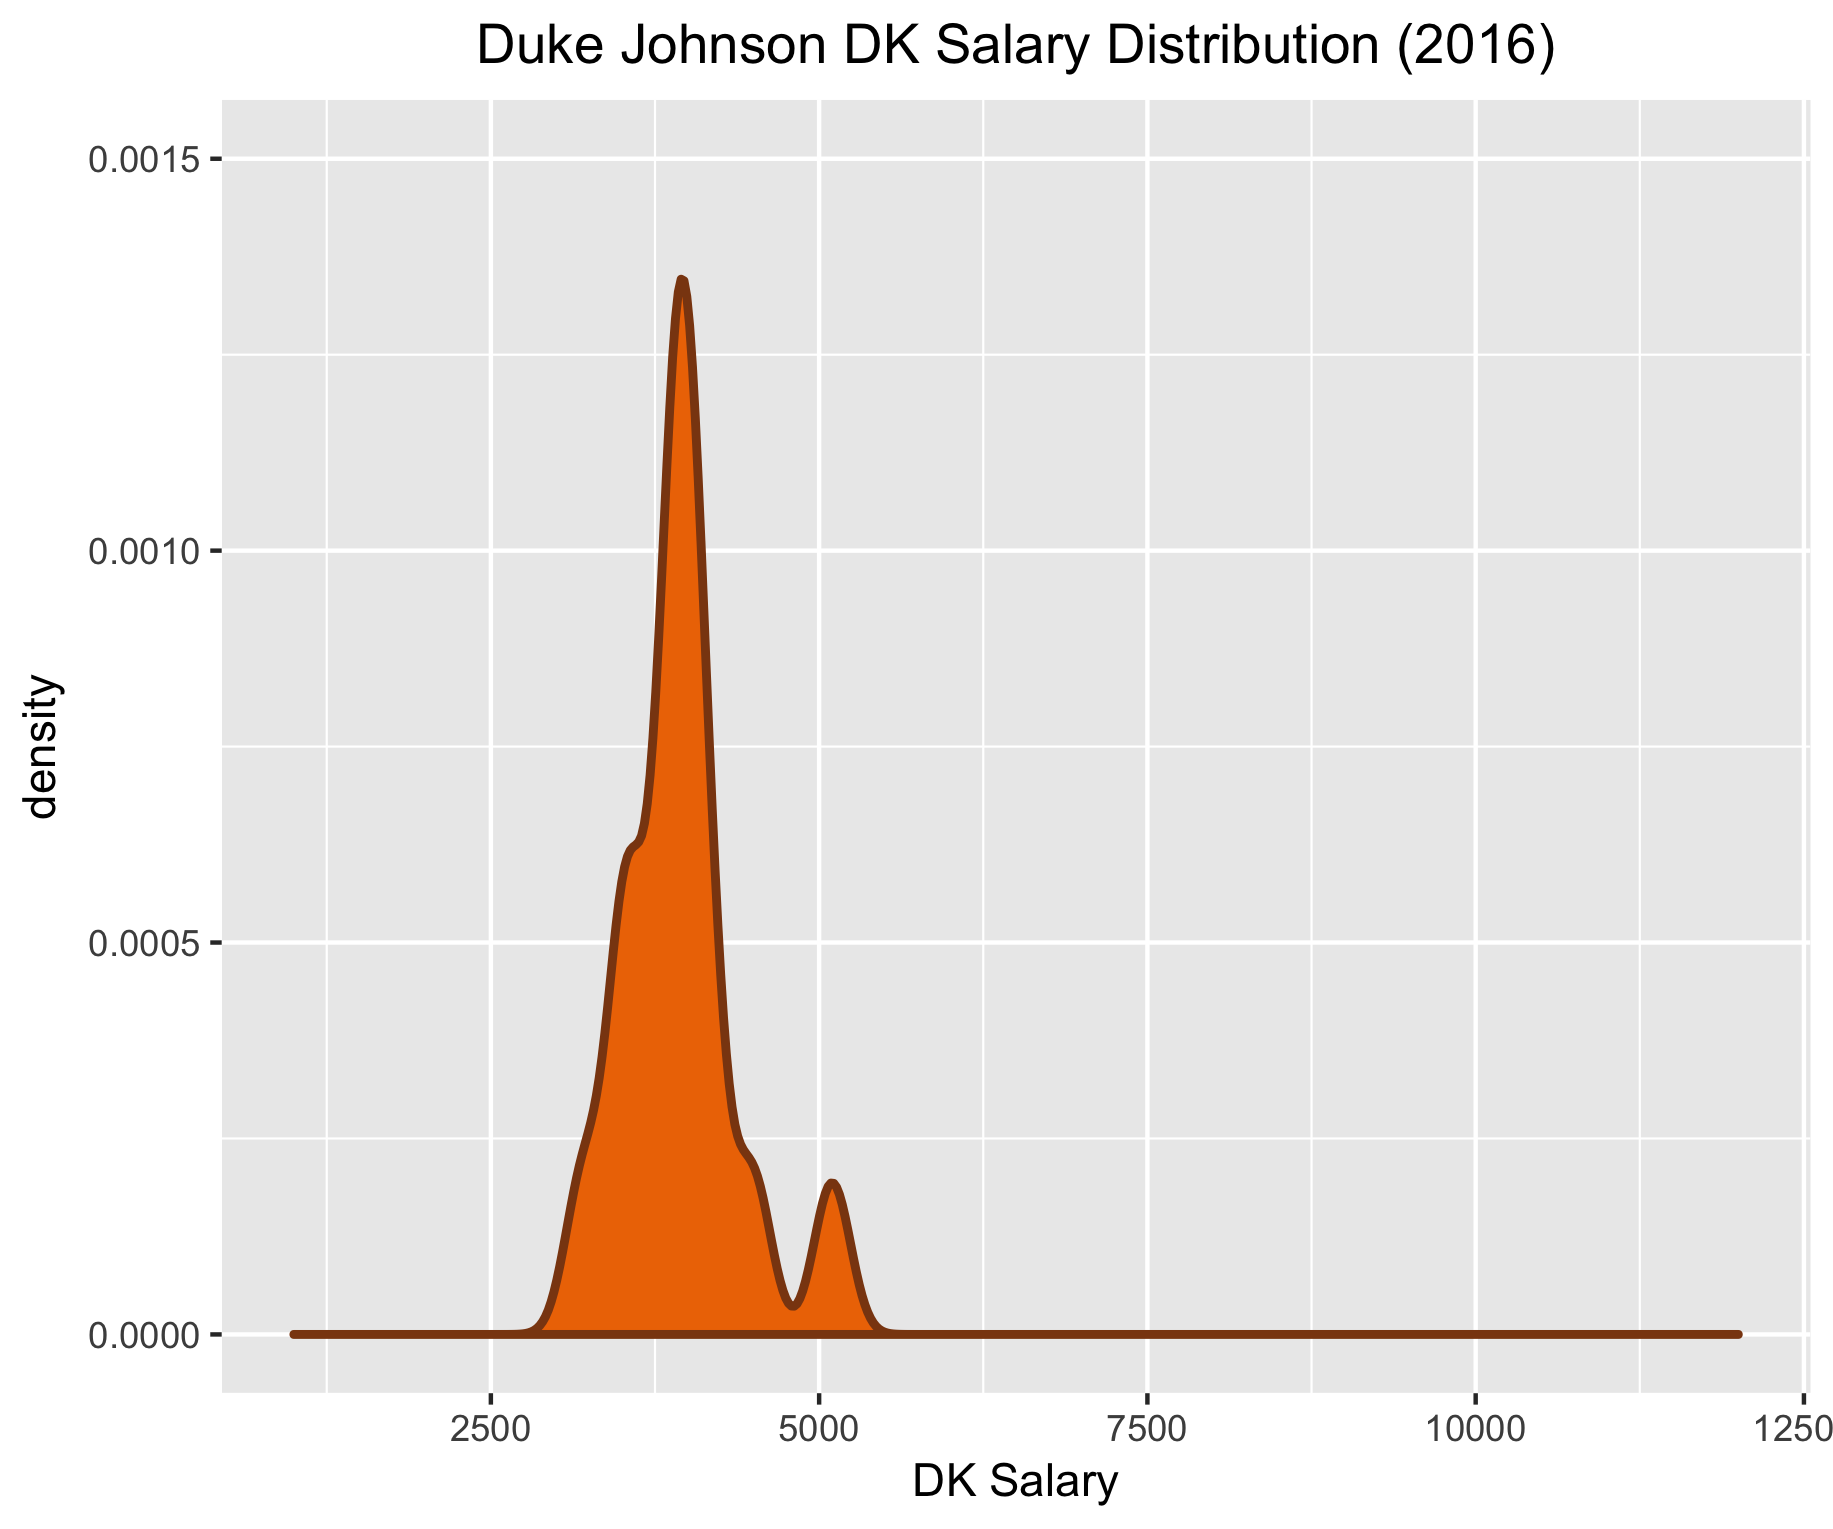 Duke Johnson DK Salary Distribution (2016)
0.0015
0.0010
0.0005
0.0000
density
2500 5000 7500 10000 1250
DK Salary